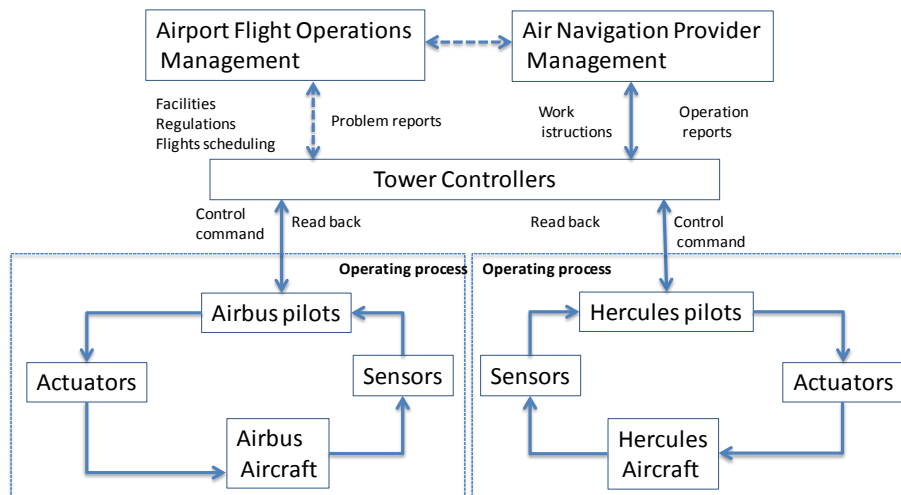 Airport Flight Operations
Management
Air Navigation Provider
Management
Facilities
Regulations
Flights scheduling
Problem reports
Work
istructions
Operation
reports
Tower Controllers
Control
command
Read back
Read back
Control
command
Operating process
Operating process
Airbus pilots
Hercules pilots
Actuators
Sensors
Sensors
Actuators
Airbus
Aircraft
Hercules
Aircraft